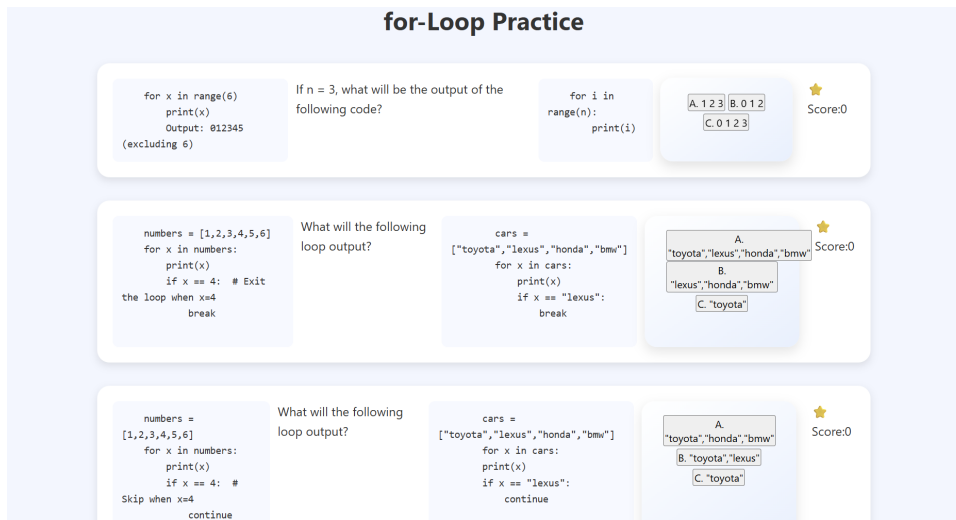 for-Loop Practice
for x in range(6)
print(x)
Output: 012345
(excluding 6)
If n = 3, what will be the output of the
following code?
for i in
range(n):
print(i)
A. 1 2 3
B. 0 1 2
C. 0 1 2 3
Score:0
numbers = [1,2,3,4,5,6]
for x in numbers:
print(x)
if x == 4:  # Exit
the loop when x=4
break
What will the following
loop output?
cars =
["toyota","lexus","honda","bmw"]
for x in cars:
print(x)
if x == "lexus":
break
A.
"toyota","lexus","honda","bmw"
B.
"lexus","honda","bmw"
C. "toyota"
Score:0
numbers =
[1,2,3,4,5,6]
for x in numbers:
print(x)
if x == 4:  #
Skip when x=4
continue
What will the following
loop output?
cars =
["toyota","lexus","honda","bmw"]
for x in cars:
print(x)
if x == "lexus":
continue
A.
"toyota","honda","bmw"
B. "toyota","lexus"
C. "toyota"
Score:0